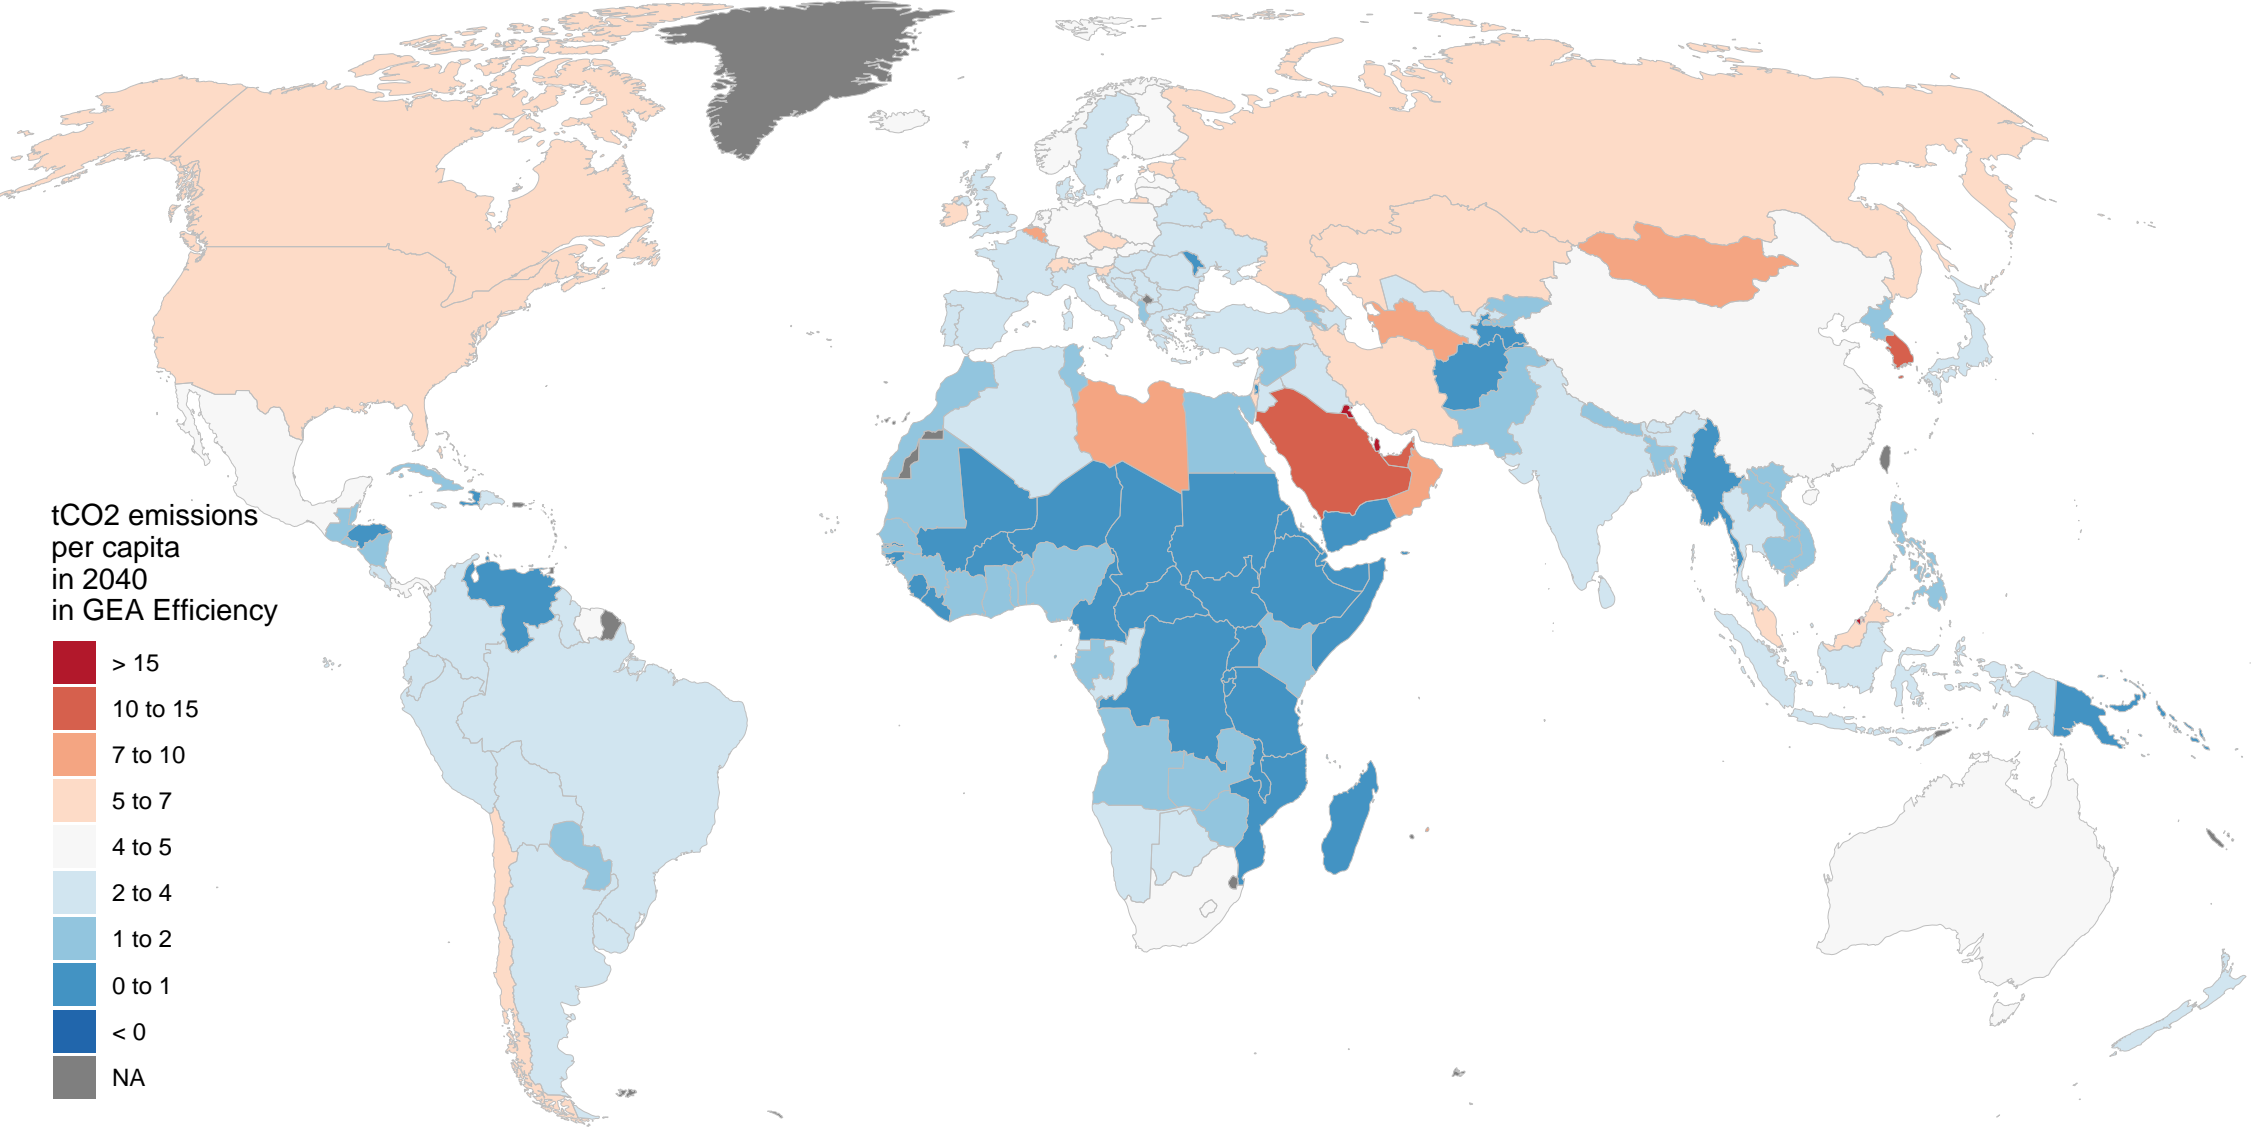 tCO2 emissions
per capita
in 2040
in GEA Efficiency
> 15
10 to 15
7 to 10
5 to 7
4 to 5
2 to 4
1 to 2
0 to 1
< 0
NA